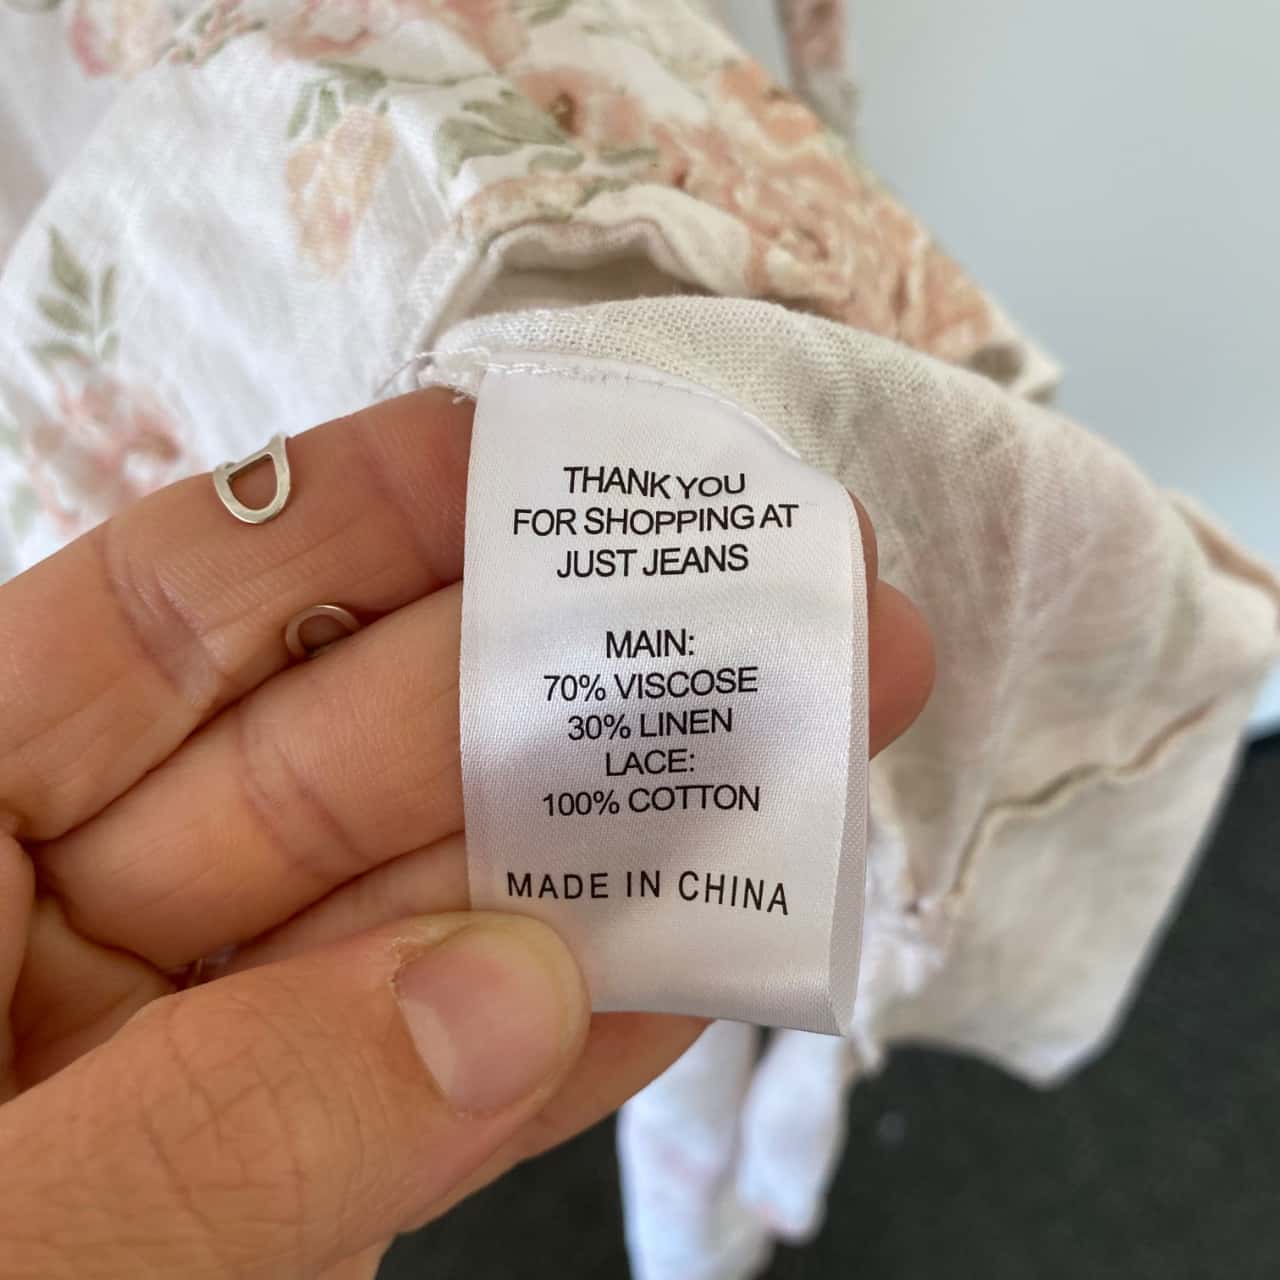 THANK YOU
FOR SHOPPING AT
JUST JEANS
MAIN:
70% VISCOSE
30% LINEN
LACE:
100% COTTON
MADE IN CHINA